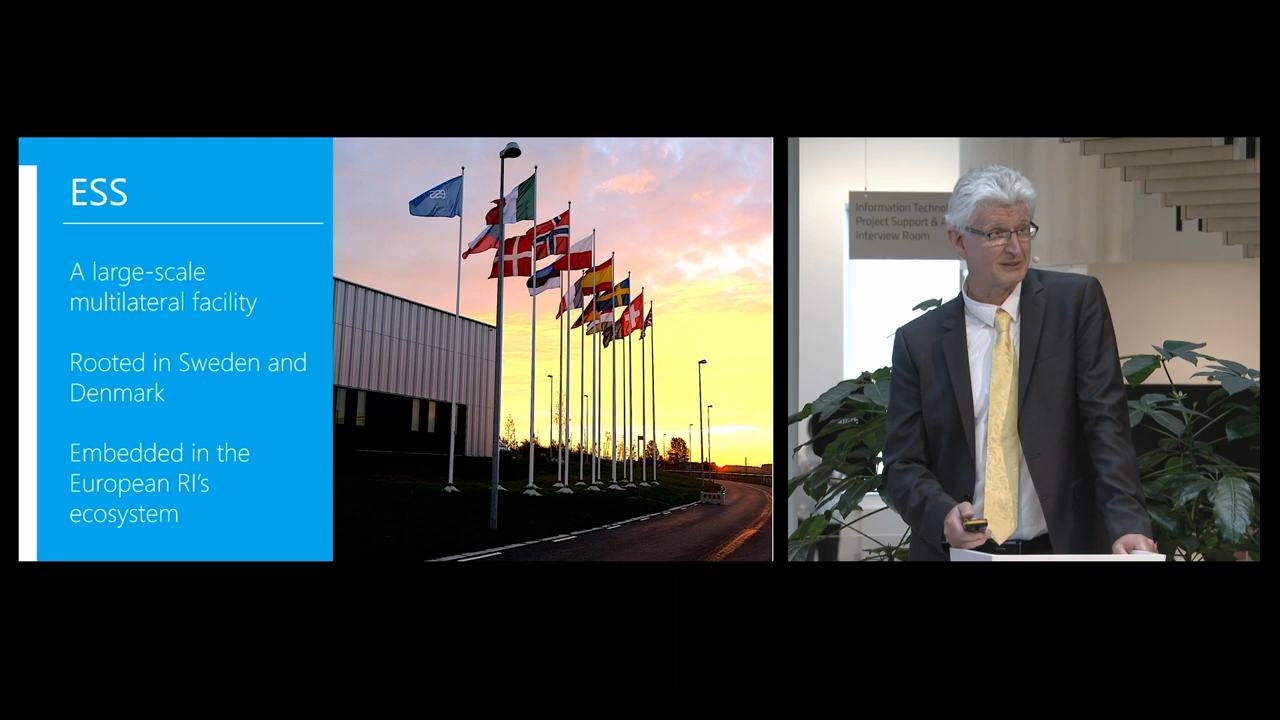 ESS
A large-scale
multilateral facility
Rooted in Sweden and
Denmark
Embedded in the
European RI's
ecosystem
ess
Information Technol
Project Support & A
Interview Room